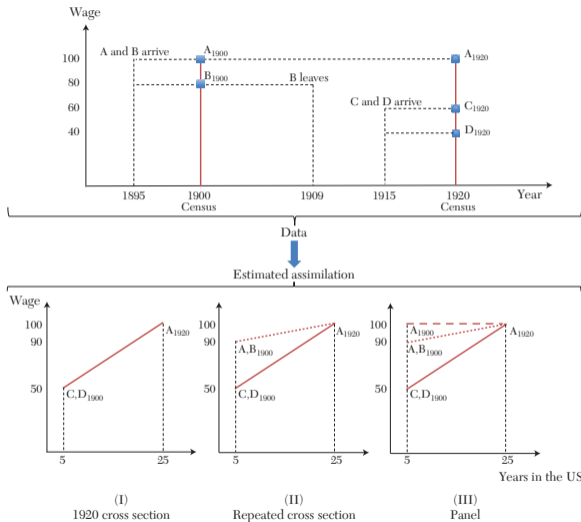 Wage
A and B arrive
A1900
A1920
100
B1900
B leaves
80
C and D arrive
60
C1920
40
D1920
1895
1900
1909
1915
1920
Year
Census
Census
Data
Estimated assimilation
Wage
100
A1920
90
50
C,D1900
5
25
(I)
1920 cross section
100
A1920
90
A,B1900
50
C,D1900
5
25
(II)
Repeated cross section
100
A1900
A1920
90
A,B1900
50
C,D1900
5
25
Years in the US
(III)
Panel